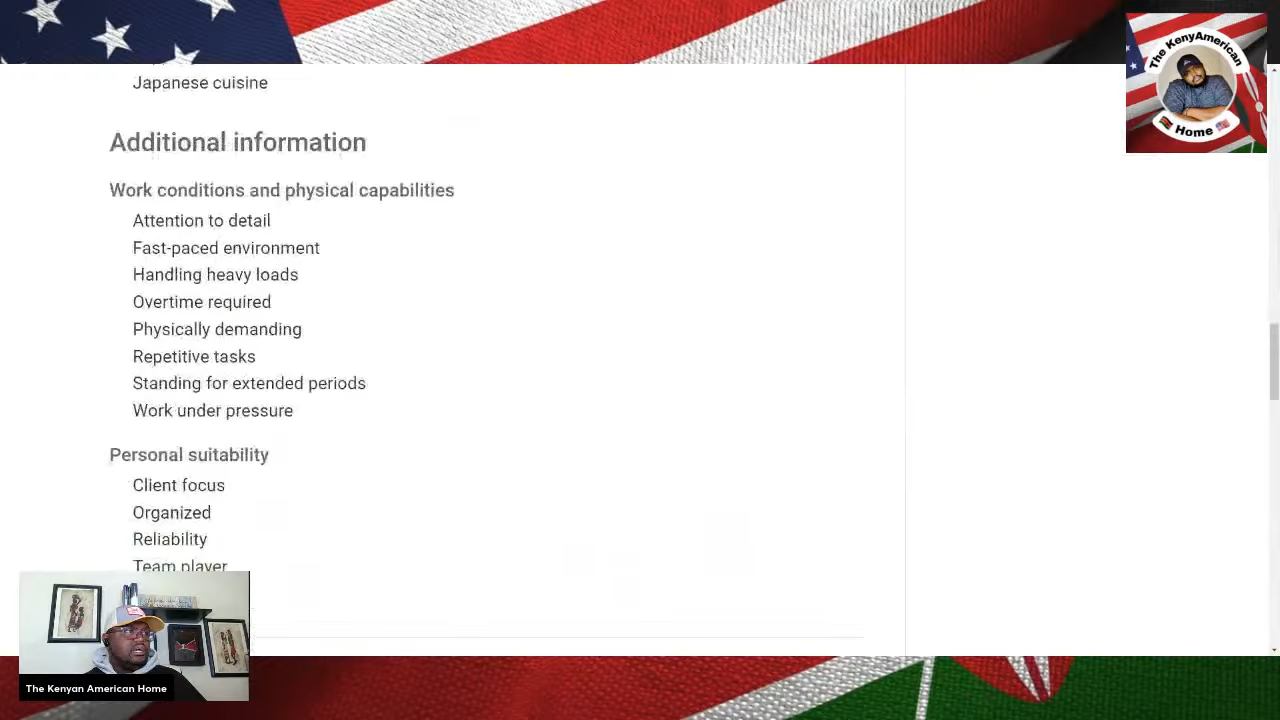 The KenyAmerican
Home
Japanese cuisine
Additional information
Work conditions and physical capabilities
Attention to detail
Fast-paced environment
Handling heavy loads
Overtime required
Physically demanding
Repetitive tasks
Standing for extended periods
Work under pressure
Personal suitability
Client focus
Organized
Reliability
Team player
The Kenyan American Home